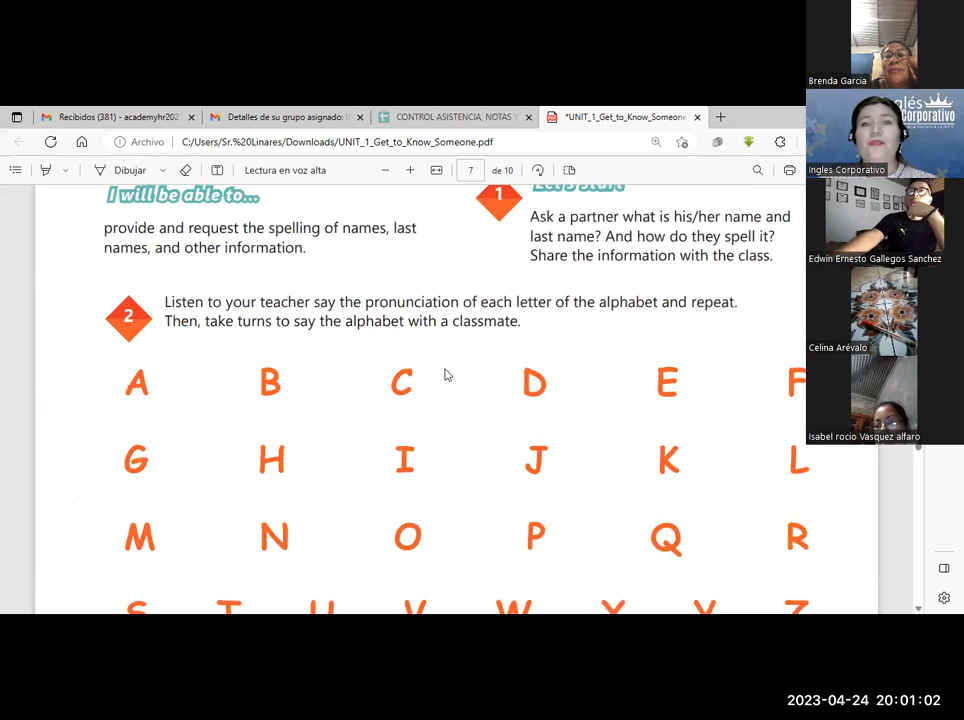 Recibidos (381) - academyhr202
Detalles de su grupo asignado: I
CONTROL ASISTENCIA, NOTAS Y
*UNIT_1_Get_to_Know_Someone
Archivo
C:/Users/Sr.%20Linares/Downloads/UNIT_1_Get_to_Know_Someone.pdf
Dibujar
Lectura en voz alta
7
de 10
I will be able to...
provide and request the spelling of names, last
names, and other information.
1
Let's start
Ask a partner what is his/her name and
last name? And how do they spell it?
Share the information with the class.
2
Listen to your teacher say the pronunciation of each letter of the alphabet and repeat.
Then, take turns to say the alphabet with a classmate.
A B C D E F
G H I J K L
M N O P Q R
S T U V W X Y Z
Brenda Garcia
Inglés Corporativo
Ingles Corporativo
Edwin Ernesto Gallegos Sanchez
Celina Arévalo
Isabel rocio Vasquez alfaro
2023-04-24 20:01:02